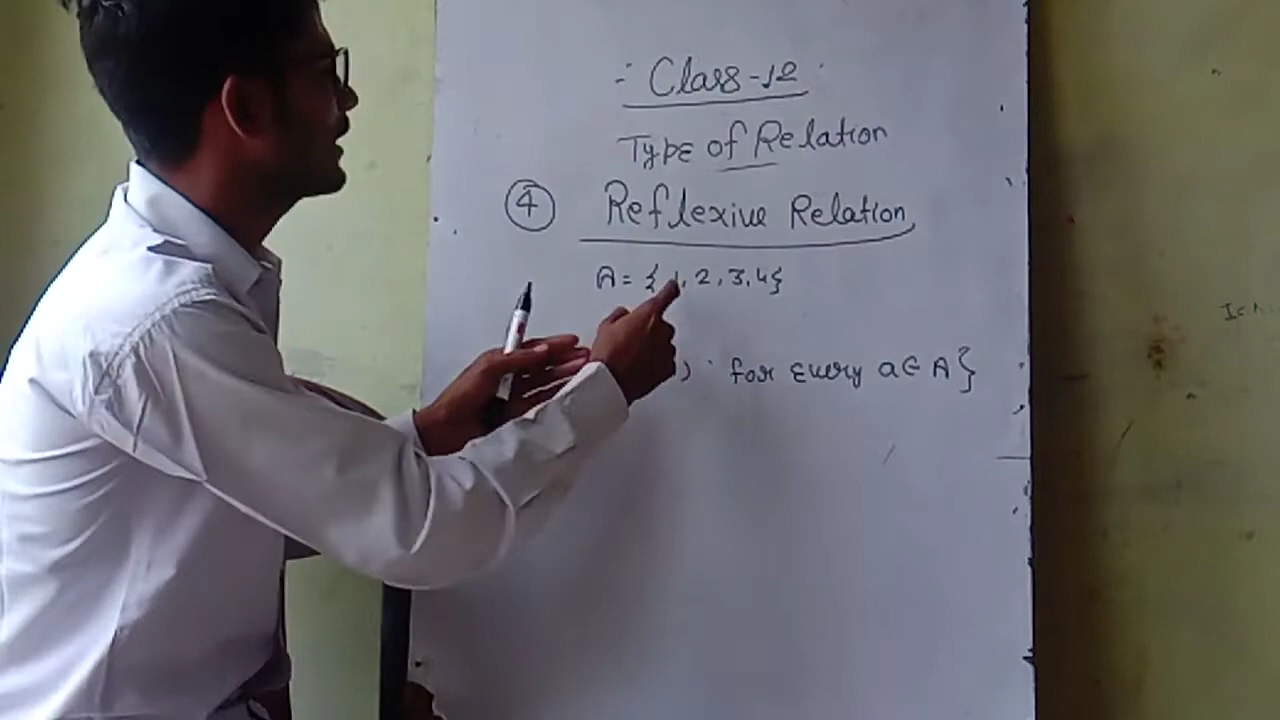 -: Class-12
Type of Relation
④ Reflexive Relation
A = { 1, 2, 3, 4}
) for Every a ∈ A }